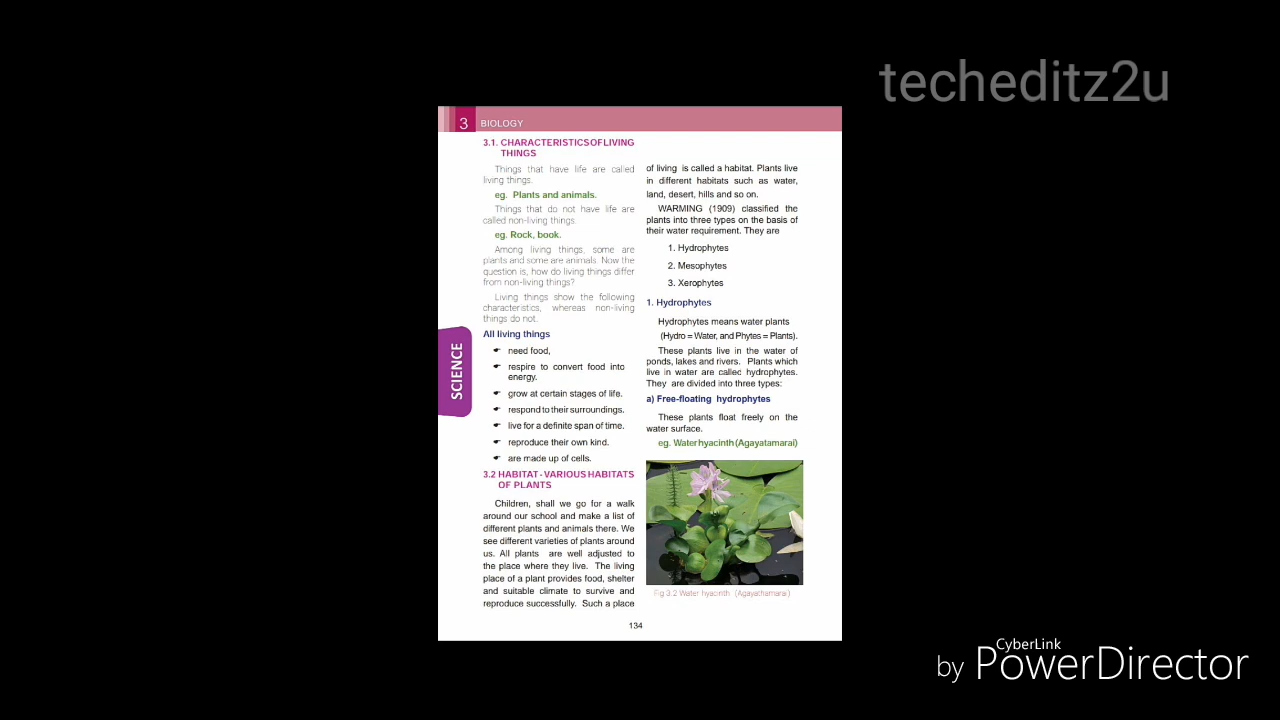 techeditz2u
3 BIOLOGY
3.1. CHARACTERISTICS OF LIVING
THINGS
Things that have life are called
living things.
eg. Plants and animals.
Things that do not have life are
called non-living things.
eg. Rock, book.
Among living things, some are
plants and some are animals. Now the
question is, how do living things differ
from non-living things?
Living things show the following
characteristics, whereas non-living
things do not.
All living things
need food,
respire to convert food into
energy.
grow at certain stages of life.
respond to their surroundings.
live for a definite span of time.
reproduce their own kind.
are made up of cells.
3.2 HABITAT - VARIOUS HABITATS
OF PLANTS
Children, shall we go for a walk
around our school and make a list of
different plants and animals there. We
see different varieties of plants around
us. All plants are well adjusted to
the place where they live. The living
place of a plant provides food, shelter
and suitable climate to survive and
reproduce successfully. Such a place
of living is called a habitat. Plants live
in different habitats such as water,
land, desert, hills and so on.
WARMING (1909) classified the
plants into three types on the basis of
their water requirement. They are
1. Hydrophytes
2. Mesophytes
3. Xerophytes
1. Hydrophytes
Hydrophytes means water plants
(Hydro = Water, and Phytes = Plants).
These plants live in the water of
ponds, lakes and rivers. Plants which
live in water are called hydrophytes.
They are divided into three types:
a) Free-floating hydrophytes
These plants float freely on the
water surface.
eg. Water hyacinth (Agayatamarai)
Fig 3.2 Water hyacinth (Agayathamarai)
SCIENCE
134
by CyberLink
PowerDirector